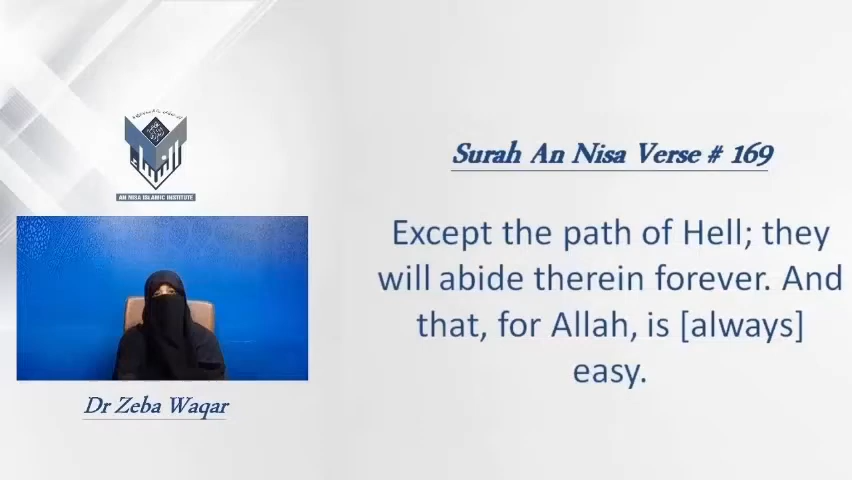 AN NISA ISLAMIC INSTITUTE
Dr Zeba Waqar
Surah An Nisa Verse # 169
Except the path of Hell; they
will abide therein forever. And
that, for Allah, is [always]
easy.